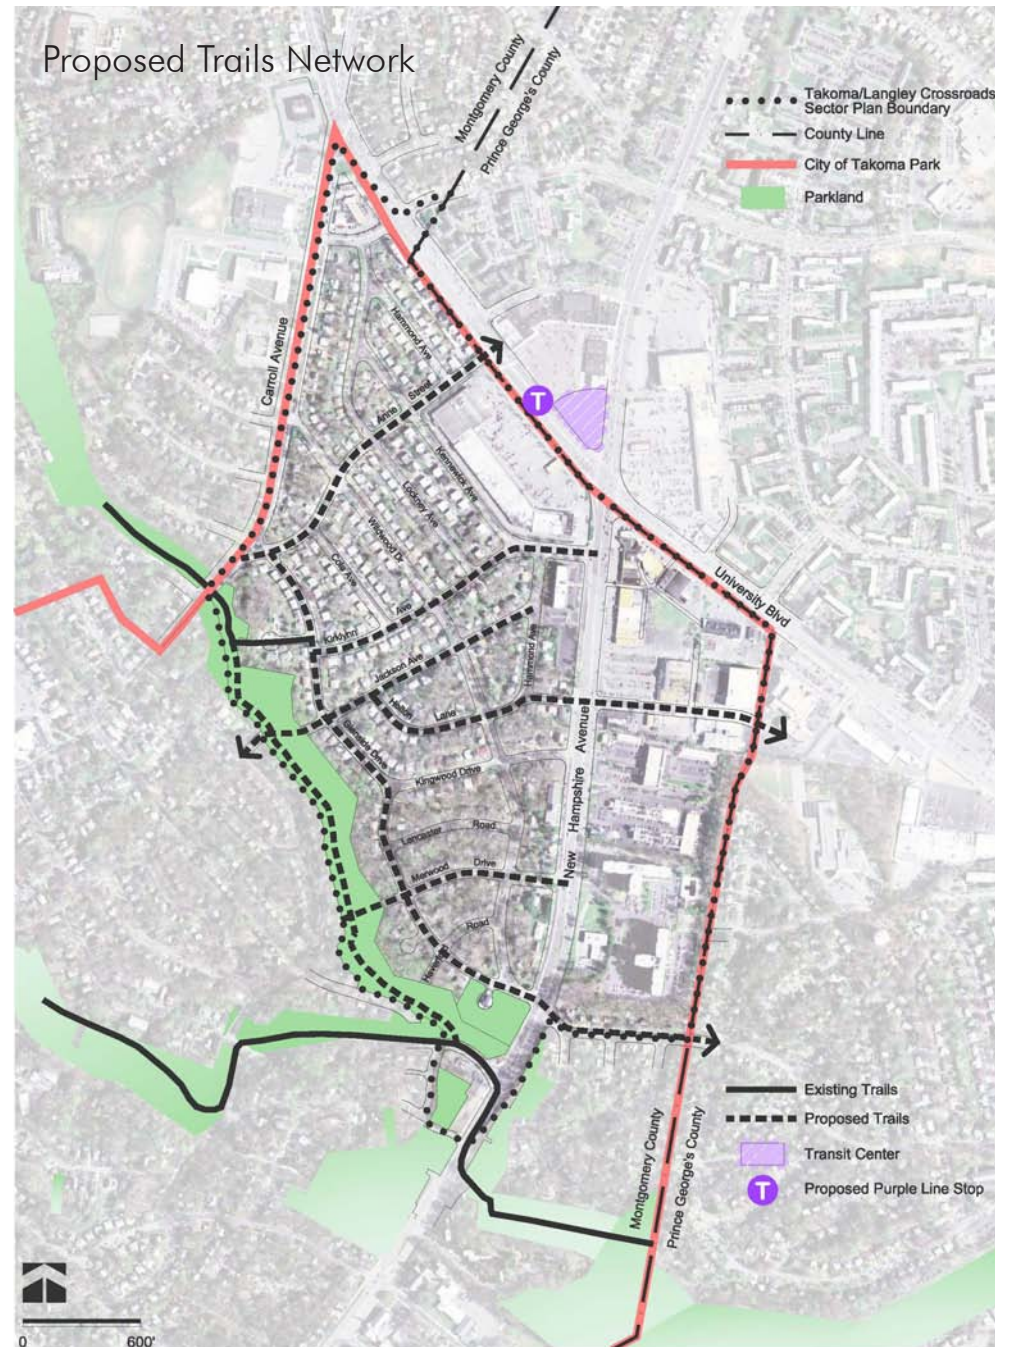 Proposed Trails Network
Montgomery County
Prince George's County
Takoma/Langley Crossroads
Sector Plan Boundary
County Line
City of Takoma Park
Parkland
Carroll Avenue
Hammond Ave
Anne Street
T
Kennewick Ave
Lockney Ave
Wildwood Dr
Cole Ave
University Blvd
Kirklynn Ave
Jackson Ave
Hammond Ave
Lane
Drive
Kingwood Drive
New Hampshire Avenue
Lancaster Road
Merwood Drive
Road
Existing Trails
Proposed Trails
Transit Center
T
Proposed Purple Line Stop
Montgomery County
Prince George's County
0 600'